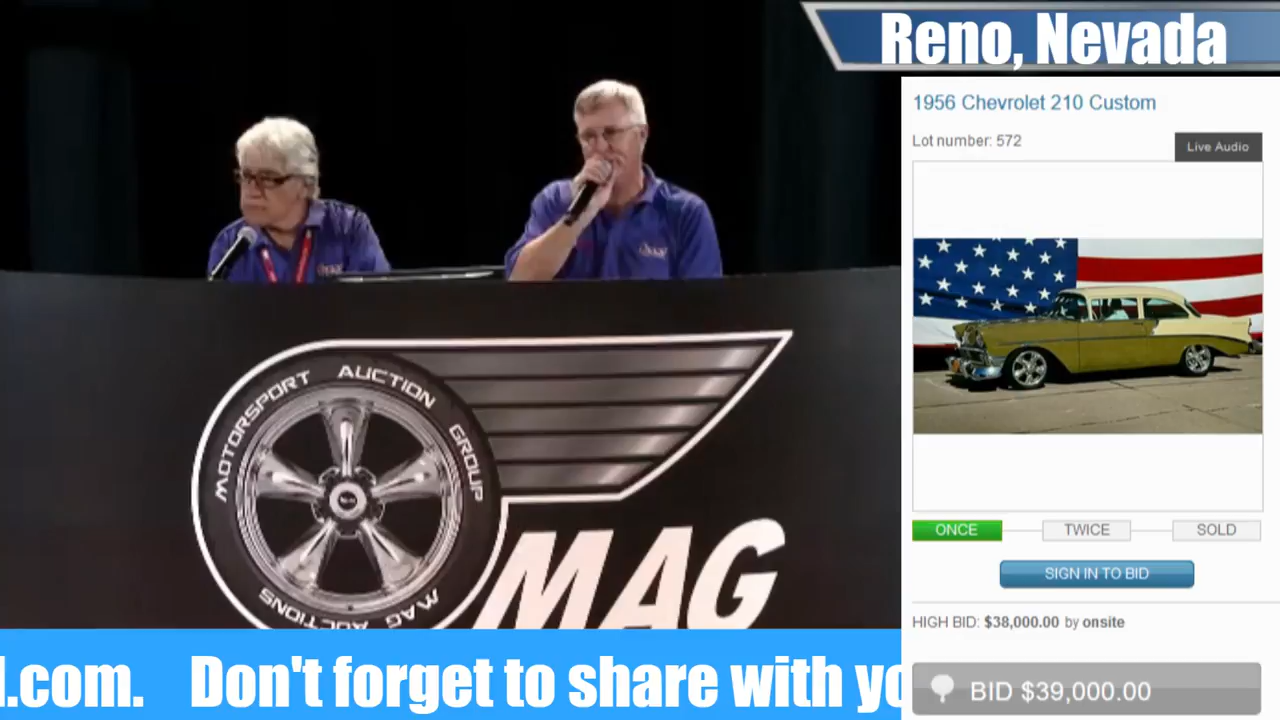 Reno, Nevada
1956 Chevrolet 210 Custom
Lot number: 572
Live Audio
ONCE
TWICE
SOLD
SIGN IN TO BID
HIGH BID: $38,000.00 by onsite
BID $39,000.00
MOTORSPORT AUCTION GROUP
MAG AUCTIONS
MAG
l.com. Don't forget to share with yo